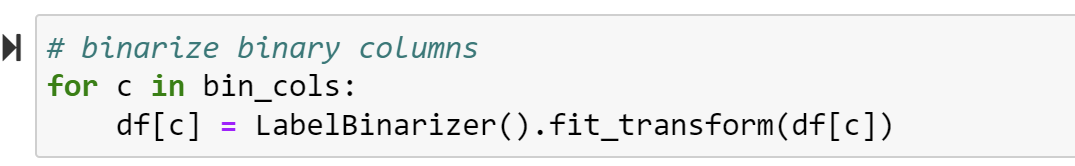 # binarize binary columns
for c in bin_cols:
    df[c] = LabelBinarizer().fit_transform(df[c])